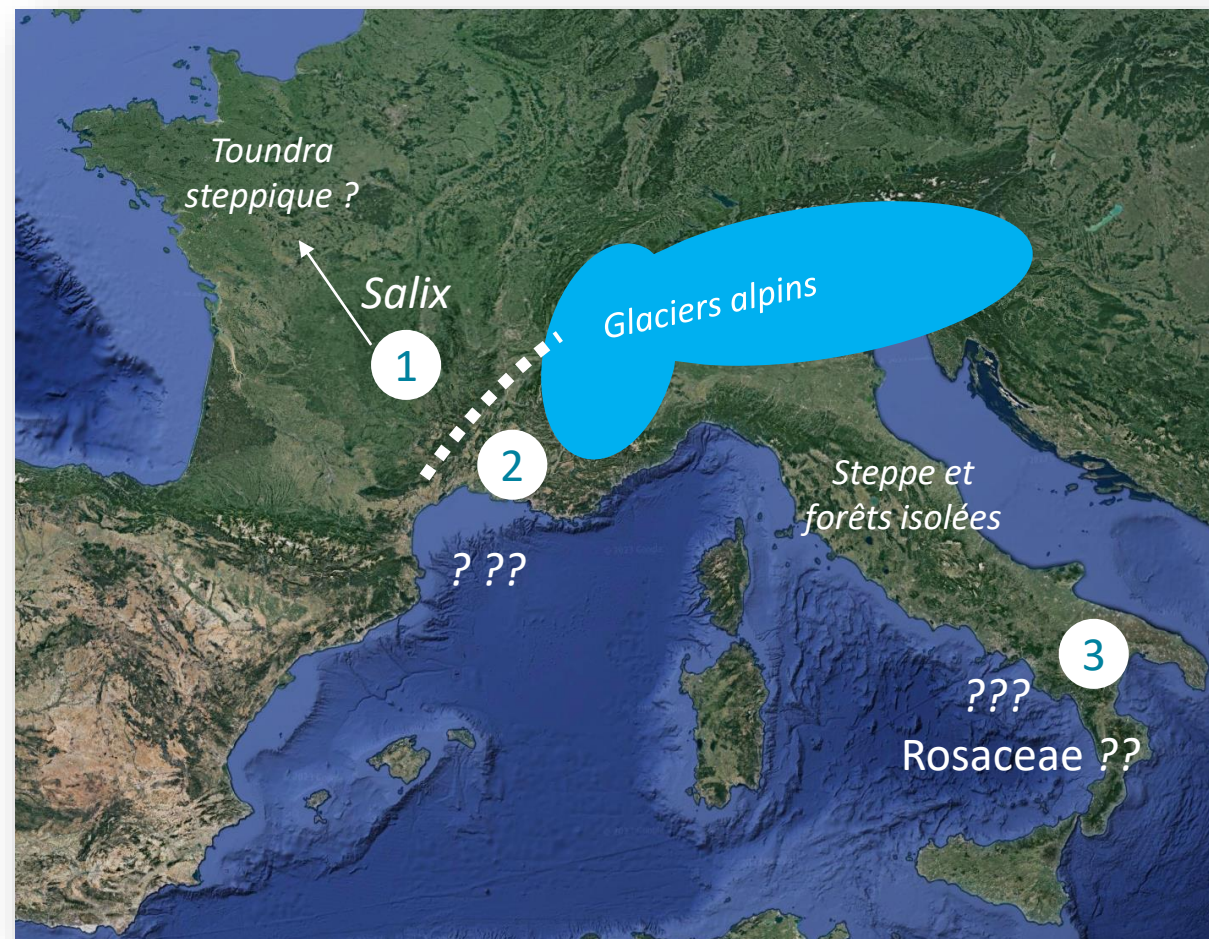 Toundra
steppique ?
Salix
1
Glaciers alpins
2
Steppe et
forêts isolées
? ??
3
???
Rosaceae ??